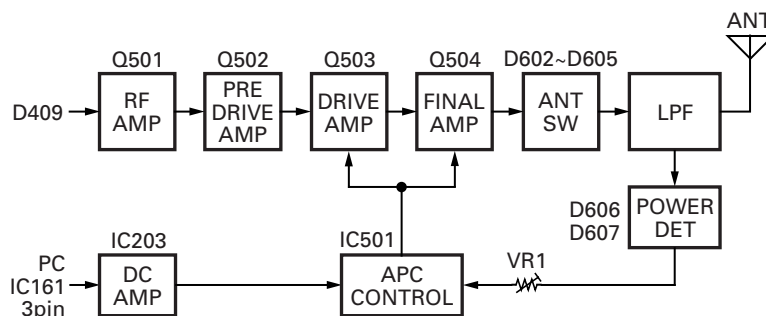 ANT
Q501
Q502
Q503
Q504
D602~D605
D409
RF
AMP
PRE
DRIVE
AMP
DRIVE
AMP
FINAL
AMP
ANT
SW
LPF
D606
D607
POWER
DET
PC
IC161
3pin
IC203
DC
AMP
IC501
APC
CONTROL
VR1